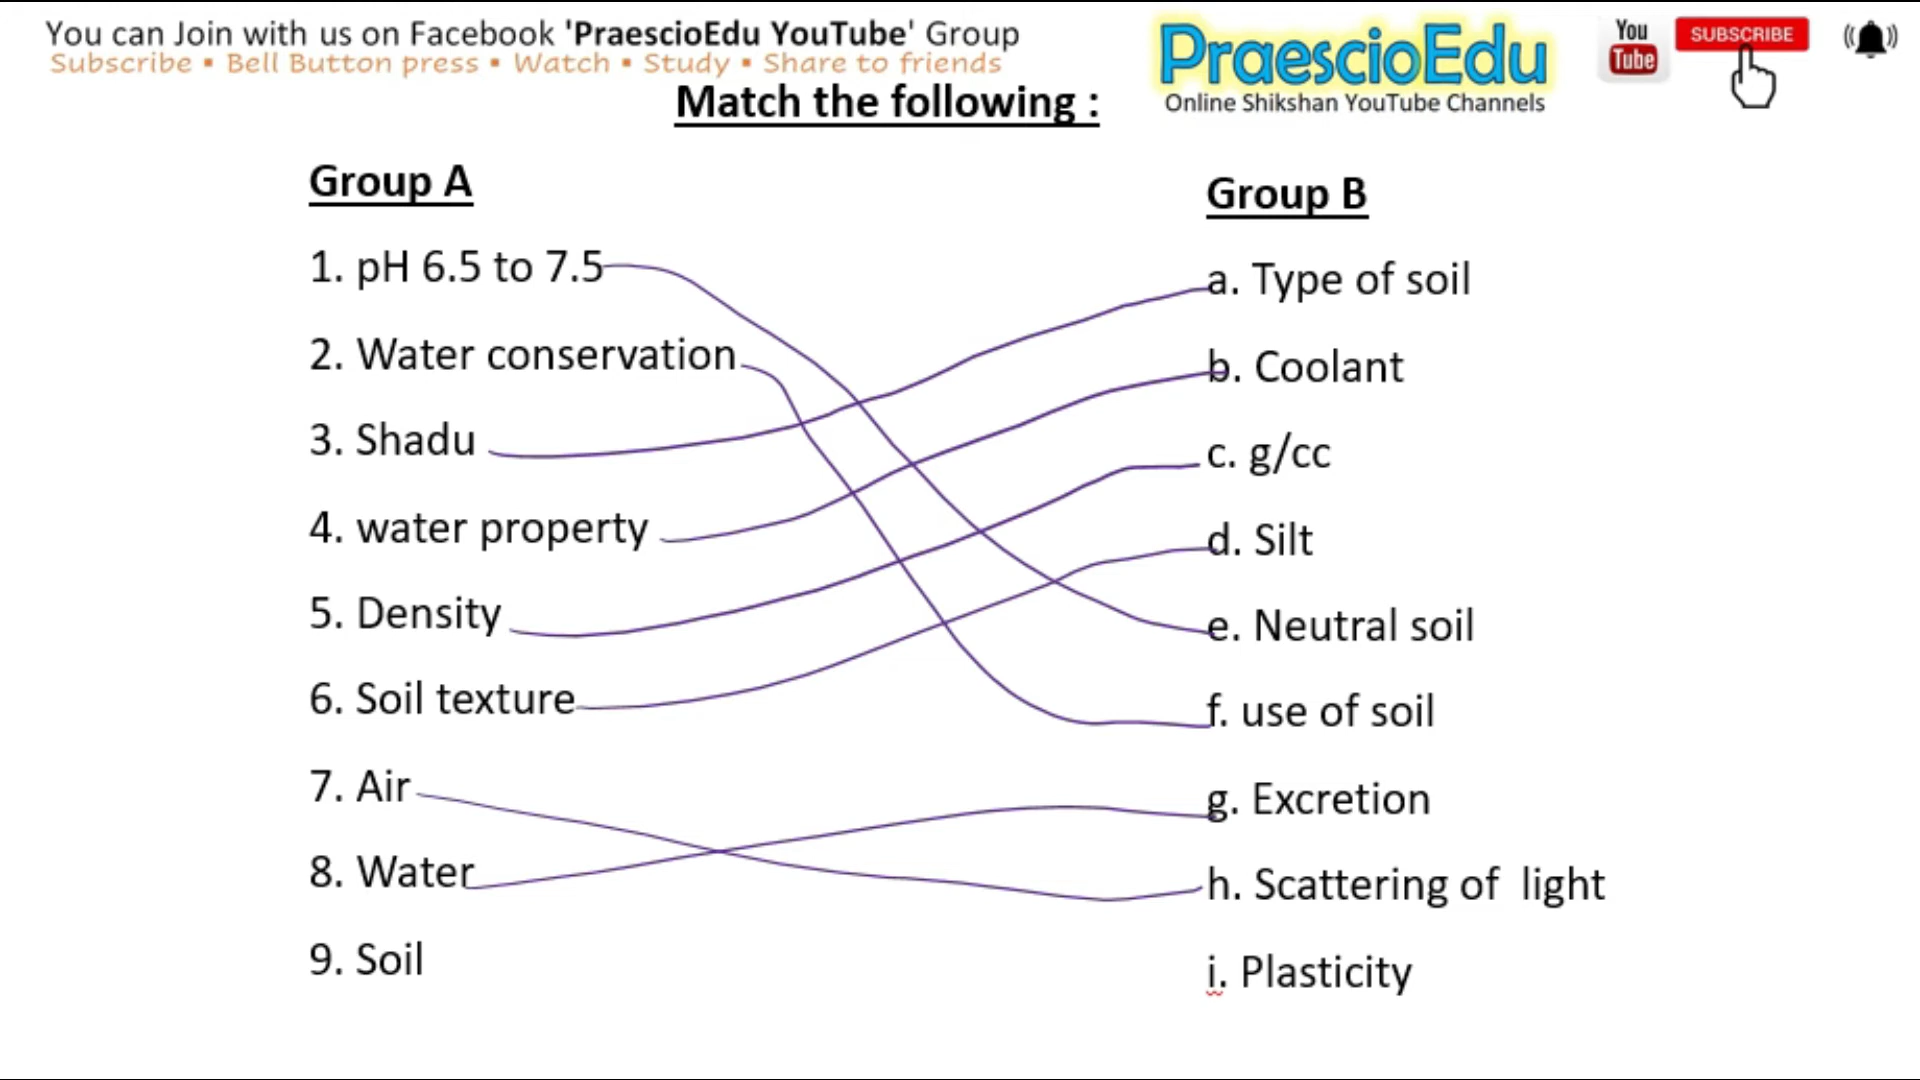 You can Join with us on Facebook 'PraescioEdu YouTube' Group
Subscribe ▪ Bell Button press ▪ Watch ▪ Study ▪ Share to friends
PraescioEdu
Online Shikshan YouTube Channels
You
Tube
SUBSCRIBE
Match the following :
Group A
1. pH 6.5 to 7.5
2. Water conservation
3. Shadu
4. water property
5. Density
6. Soil texture
7. Air
8. Water
9. Soil
Group B
a. Type of soil
b. Coolant
c. g/cc
d. Silt
e. Neutral soil
f. use of soil
g. Excretion
h. Scattering of light
i. Plasticity